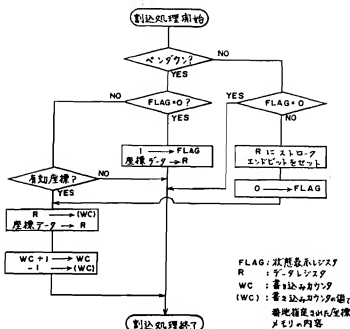 割込処理開始
ペンダウン?
NO
YES
NO
FLAG=0?
YES
YES
FLAG=0
NO
1→FLAG
座標データ→R
Rにストローク
エンドビットをセット
有効座標?
NO
0→FLAG
YES
R→(WC)
座標データ→R
WC+1→WC
-1→(WC)
FLAG:状態表示レジスタ
R:データレジスタ
WC:書き込みカウンタ
(WC):書き込みカウンタの値で
番地指定された座標
メモリの内容
割込処理終了